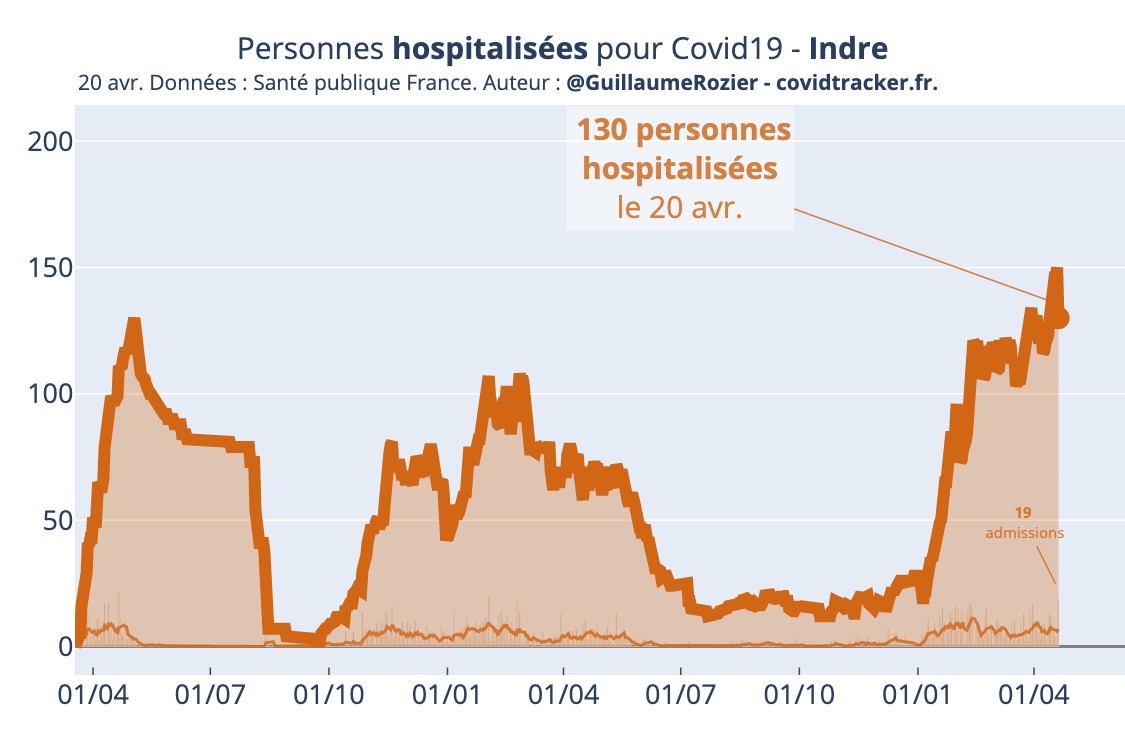 Personnes hospitalisées pour Covid19 - Indre
20 avr. Données : Santé publique France. Auteur : @GuillaumeRozier - covidtracker.fr.
130 personnes
hospitalisées
le 20 avr.
200
150
100
50
0
19
admissions
01/04 01/07 01/10 01/01 01/04 01/07 01/10 01/01 01/04